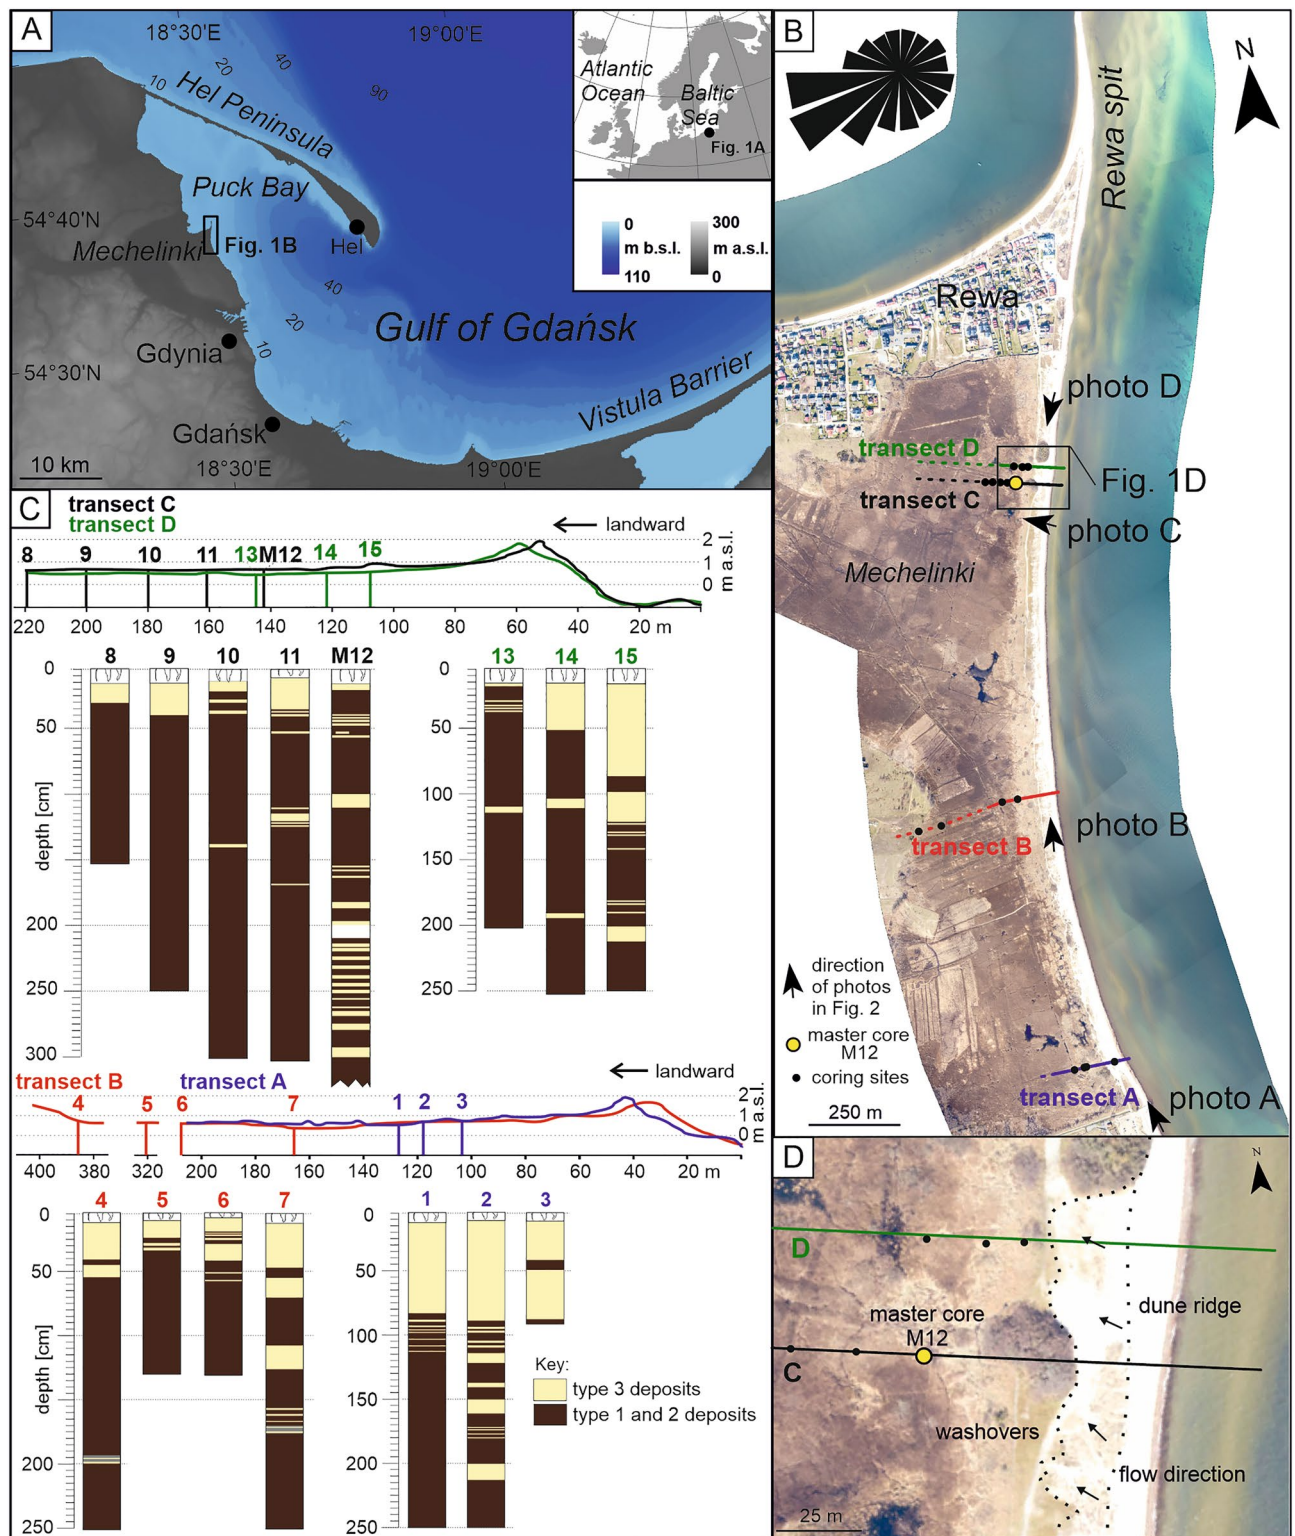 A
18°30'E
19°00'E
40
20
10
90
Hel Peninsula
Puck Bay
54°40'N
Hel
Mechelinki
Fig. 1B
40
20
10
Gulf of Gdańsk
Gdynia
54°30'N
Vistula Barrier
Gdańsk
10 km
18°30'E
19°00'E
Atlantic
Ocean
Baltic
Sea
Fig. 1A
0
300
m b.s.l.
m a.s.l.
110
0
B
N
Rewa spit
Rewa
photo D
transect D
Fig. 1D
transect C
photo C
Mechelinki
photo B
transect B
direction
of photos
in Fig. 2
master core
M12
coring sites
transect A
photo A
250 m
C
transect C
transect D
landward
8 9 10 11 13 M12 14 15
2
1
0
m a.s.l.
220 200 180 160 140 120 100 80 60 40 20 m
8 9 10 11 M12
13 14 15
0
50
100
150
200
250
300
depth [cm]
0
50
100
150
200
250
transect B
transect A
landward
4 5 6 7 1 2 3
2
1
0
m a.s.l.
400 380 320 200 180 160 140 120 100 80 60 40 20 m
4 5 6 7
1 2 3
0
50
100
150
200
250
depth [cm]
0
50
100
150
200
250
Key:
type 3 deposits
type 1 and 2 deposits
D
N
D
dune ridge
master core
M12
C
washovers
flow direction
25 m